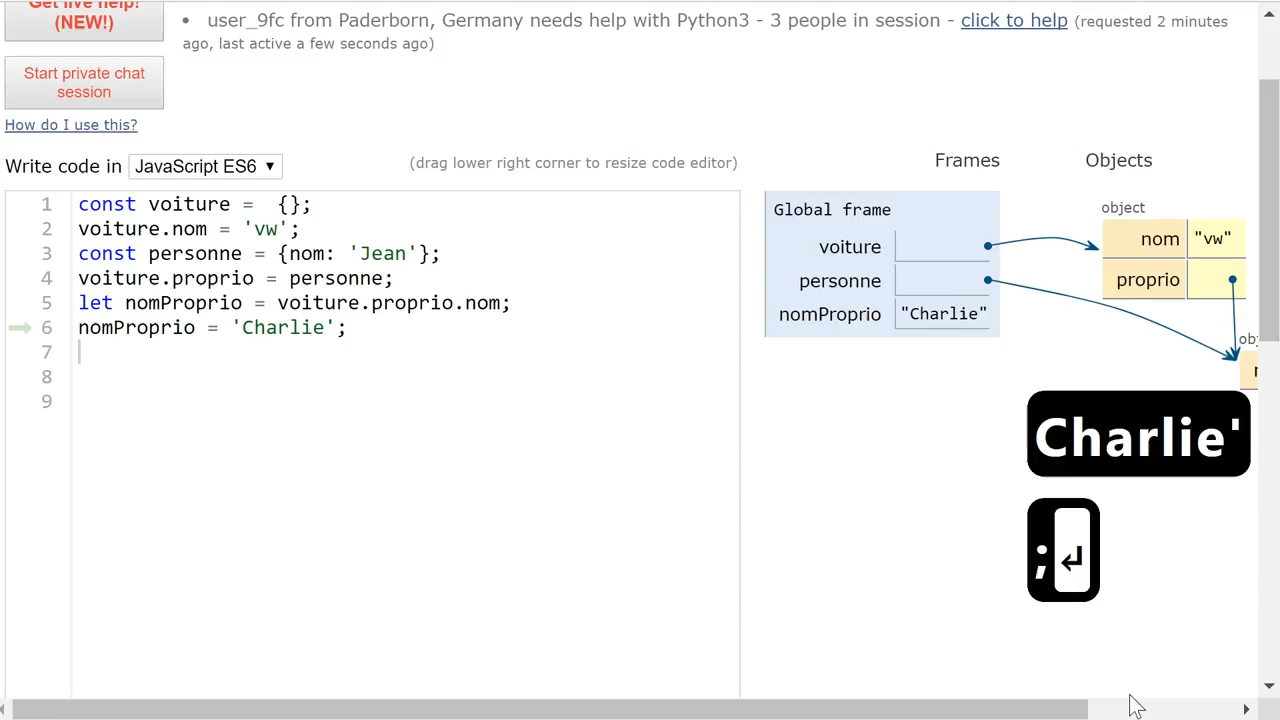 Get live help!
(NEW!)
• user_9fc from Paderborn, Germany needs help with Python3 - 3 people in session - click to help (requested 2 minutes
ago, last active a few seconds ago)
Start private chat
session
How do I use this?
Write code in JavaScript ES6 ▼
(drag lower right corner to resize code editor)
Frames
Objects
1 const voiture =  {};
2 voiture.nom = 'vw';
3 const personne = {nom: 'Jean'};
4 voiture.proprio = personne;
5 let nomProprio = voiture.proprio.nom;
6 nomProprio = 'Charlie';
7
8
9
Global frame
voiture
personne
nomProprio "Charlie"
object
nom "vw"
proprio
Charlie'
;↵